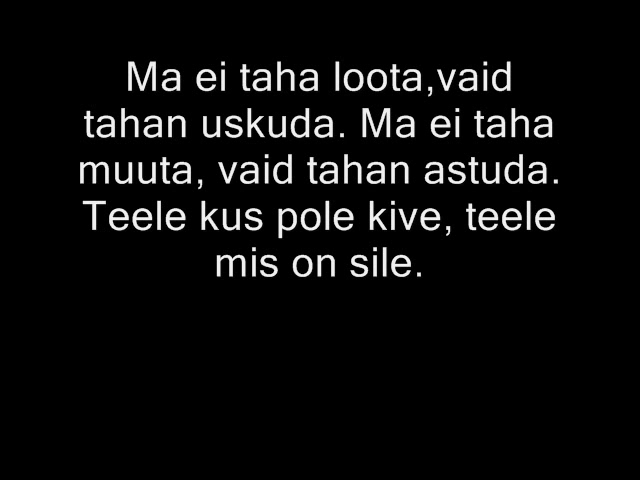 Ma ei taha loota,vaid
tahan uskuda. Ma ei taha
muuta, vaid tahan astuda.
Teele kus pole kive, teele
mis on sile.